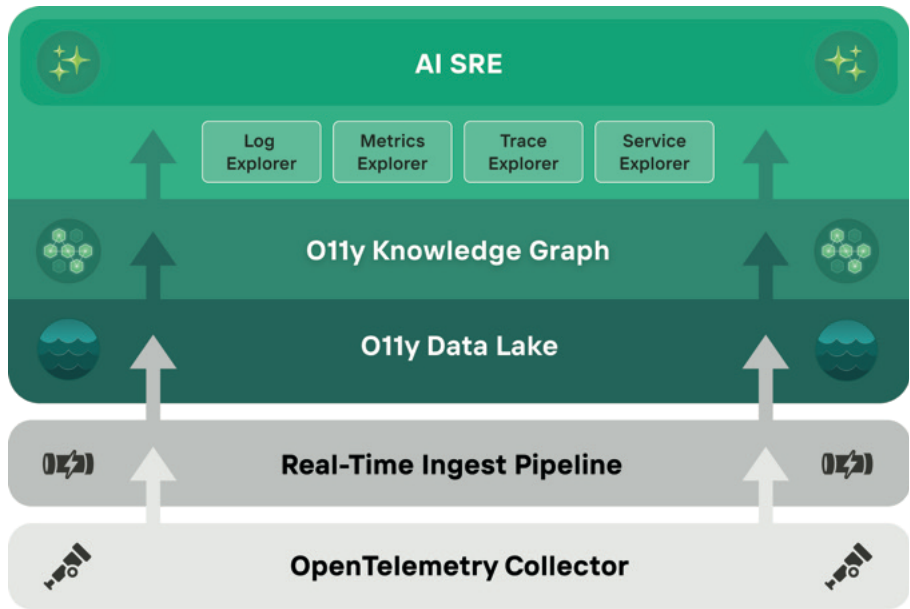 AI SRE
Log
Explorer
Metrics
Explorer
Trace
Explorer
Service
Explorer
O11y Knowledge Graph
O11y Data Lake
Real-Time Ingest Pipeline
OpenTelemetry Collector